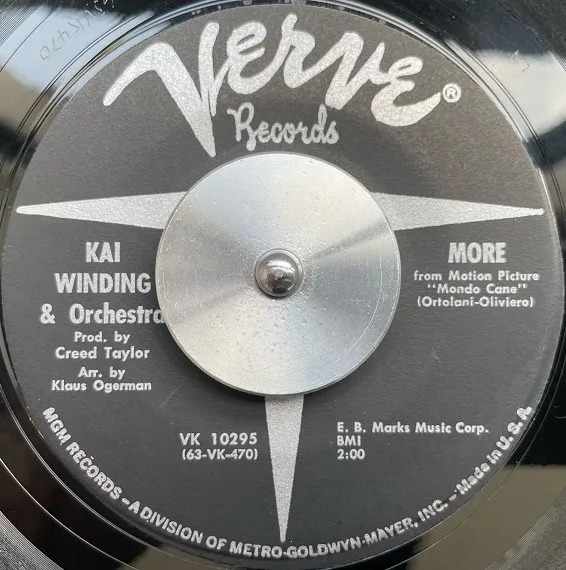 Verve®
Records
KAI
WINDING
& Orchestra
Prod. by
Creed Taylor
Arr. by
Klaus Ogerman
MORE
from Motion Picture
"Mondo Cane"
(Ortolani-Oliviero)
VK 10295
(63-VK-470)
E. B. Marks Music Corp.
BMI
2:00
MGM RECORDS – A DIVISION OF METRO-GOLDWYN-MAYER, INC. – Made in U.S.A.